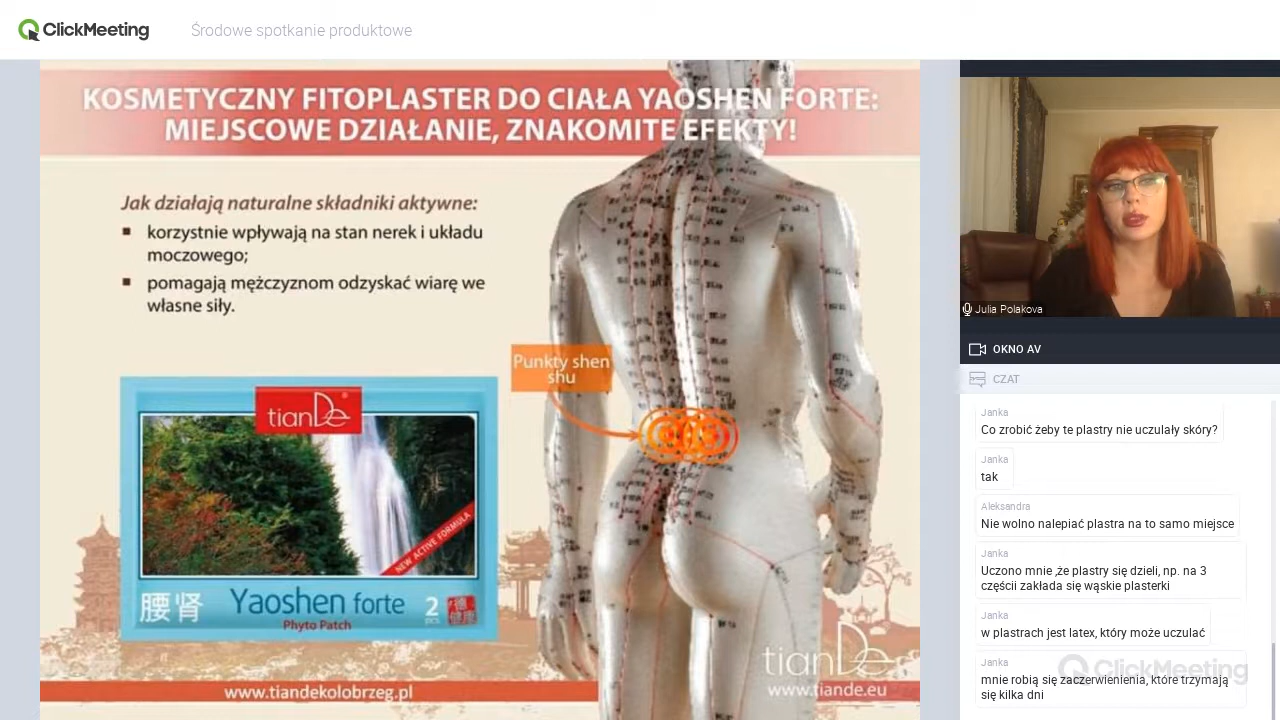 ClickMeeting
Środowe spotkanie produktowe
KOSMETYCZNY FITOPLASTER DO CIAŁA YAOSHEN FORTE:
MIEJSCOWE DZIAŁANIE, ZNAKOMITE EFEKTY!
Jak działają naturalne składniki aktywne:
korzystnie wpływają na stan nerek i układu
moczowego;
pomagają mężczyznom odzyskać wiarę we
własne siły.
Punkty shen
shu
tianDe
NEW ACTIVE FORMULA
腰肾
Yaoshen forte
Phyto Patch
2
pcs
tianDe
www.tiandekolobrzeg.pl
www.tiande.eu
Julia Polakova
OKNO AV
CZAT
Janka
Co zrobić żeby te plastry nie uczulały skóry?
Janka
tak
Aleksandra
Nie wolno nalepiać plastra na to samo miejsce
Janka
Uczono mnie ,że plastry się dzieli, np. na 3
częścii zakłada się wąskie plasterki
Janka
w plastrach jest latex, który może uczulać
Janka
mnie robią się zaczerwienienia, które trzymają
się kilka dni
ClickMeeting